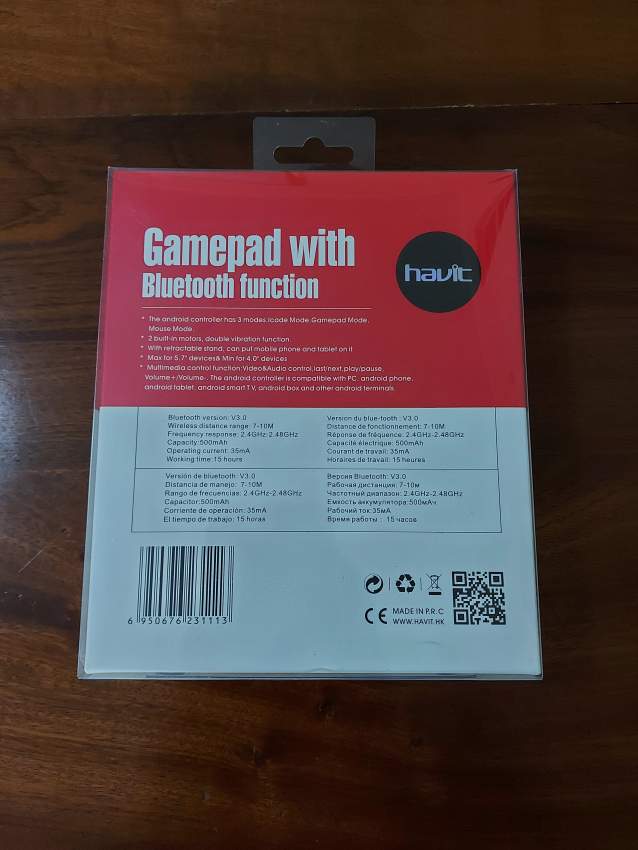 Gamepad with
Bluetooth function
havit
* The android controller has 3 modes.Icade Mode.Gamepad Mode.
Mouse Mode.
* 2 built-in motors, double vibration function.
* With retractable stand, can put mobile phone and tablet on it
* Max for 5.7" devices& Min for 4.0" devices
* Multimedia control function:Video&Audio control,last/next,play/pause,
Volume+/Volume-. The android controller is compatible with PC, android phone,
android tablet, android smart TV, android box and other android terminals.
Bluetooth version: V3.0
Wireless distance range: 7-10M
Frequency response: 2.4GHz-2.48GHz
Capacity:500mAh
Operating current: 35mA
Working time:15 hours
Version du blue-tooth : V3.0
Distance de fonctionnement: 7-10M
Réponse de fréquence: 2.4GHz-2.48GHz
Capacité électrique: 500mAh
Courant de travail: 35mA
Horaires de travail: 15 heures
Versión de bluetooth: V3.0
Distancia de manejo: 7-10M
Rango de frecuencias: 2.4GHz-2.48GHz
Capacitor:500mAh
Corriente de operación: 35mA
El tiempo de trabajo: 15 horas
Версия Bluetooth: V3.0
Рабочая дистанция: 7-10м
Частотный диапазон: 2.4GHz-2.48GHz
Емкость аккумулятора:500мАч
Рабочий ток:35мА
Время работы : 15 часов
6 950676 231113
CE MADE IN P.R.C
WWW.HAVIT.HK